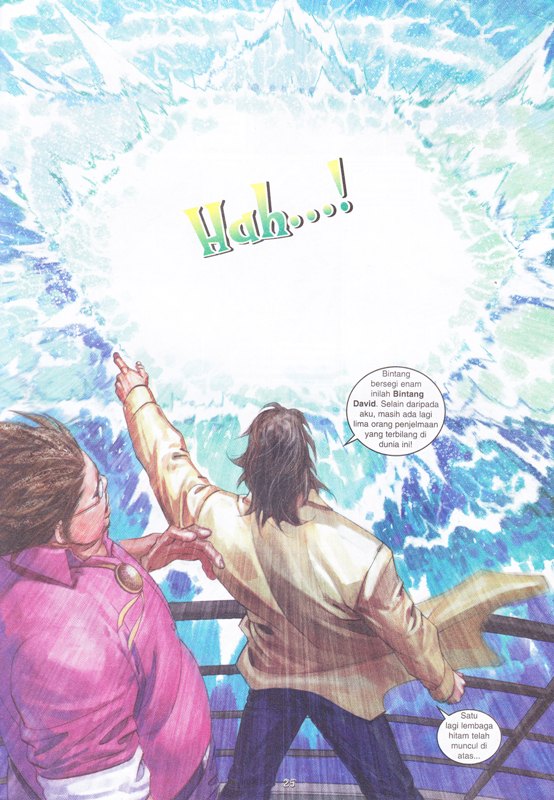 Hah...!
Bintang
bersegi enam
inilah Bintang
David. Selain daripada
aku, masih ada lagi
lima orang penjelmaan
yang terbilang di
dunia ini!
Satu
lagi lembaga
hitam telah
muncul di
atas...
25